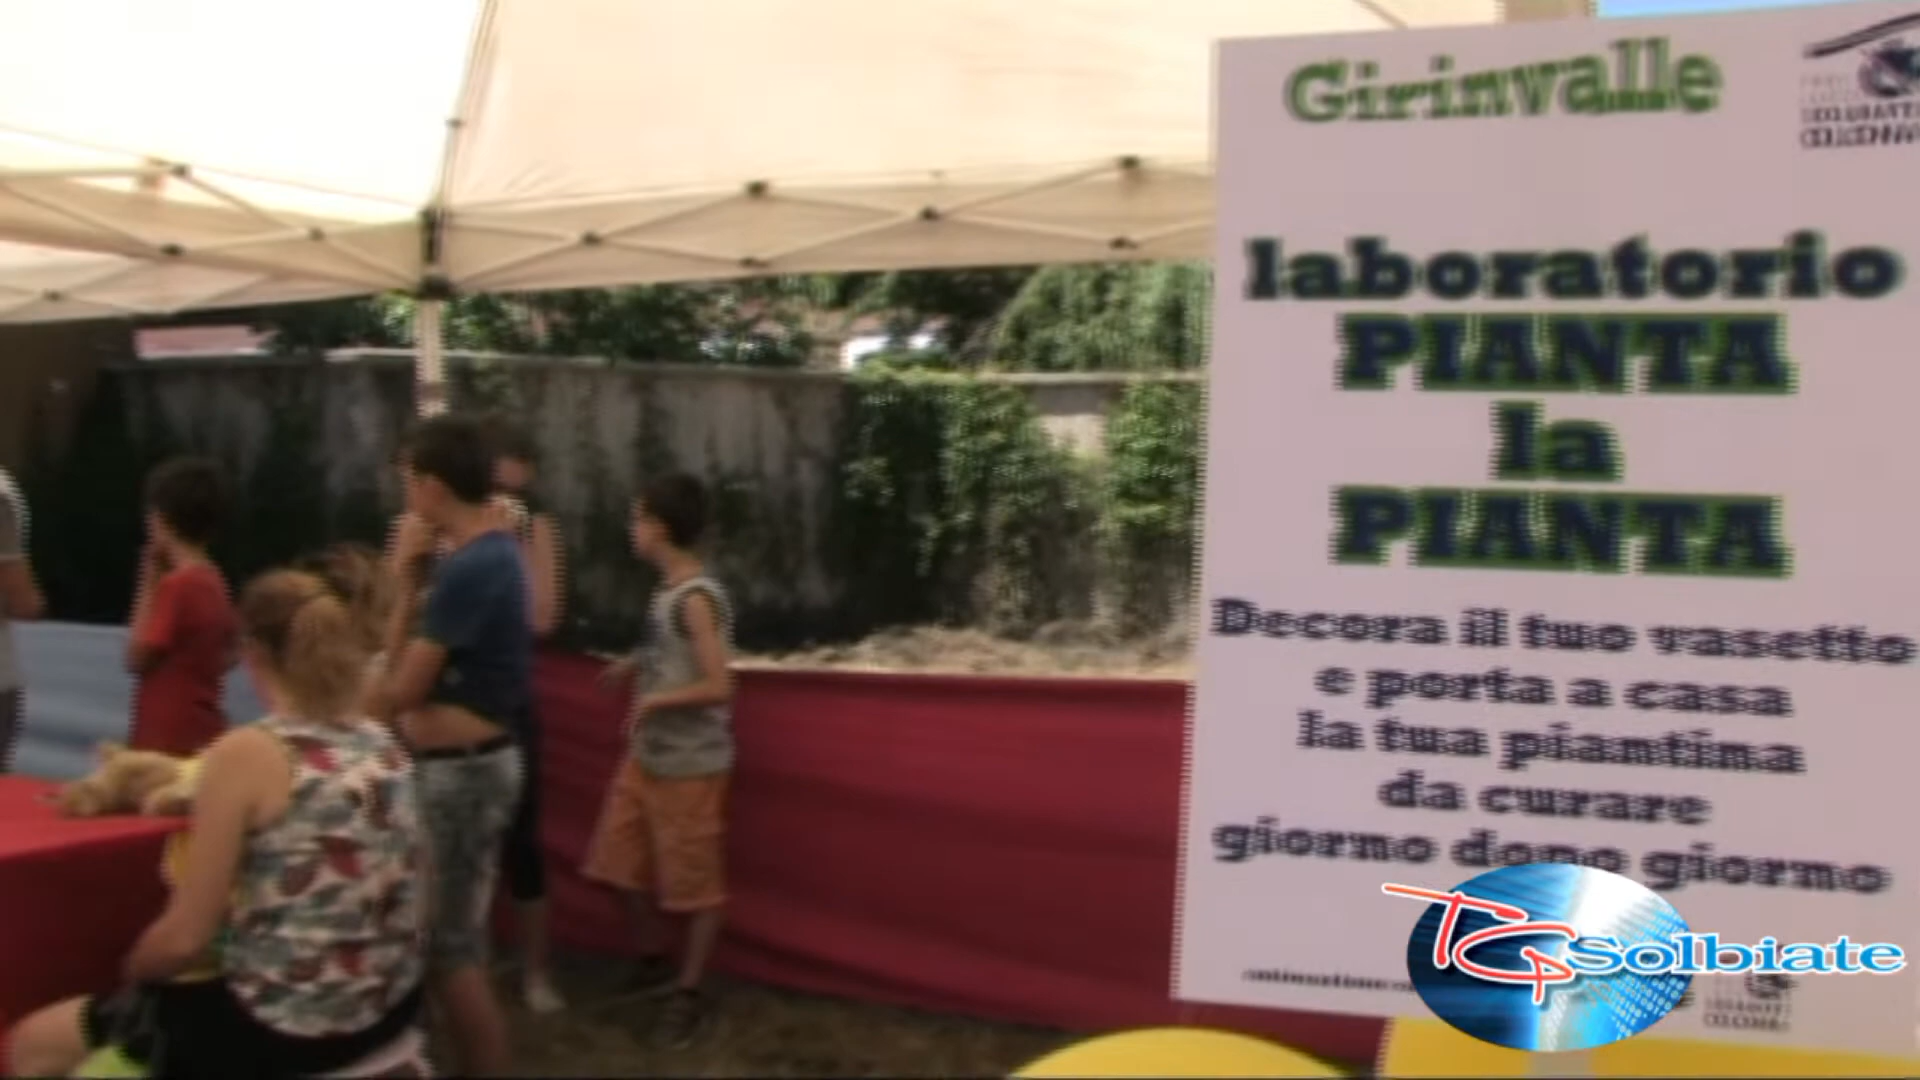 Girinvalle
laboratorio
PIANTA
la
PIANTA
Decora il tuo vasetto
e porta a casa
la tua piantina
da curare
giorno dopo giorno
TG Solbiate